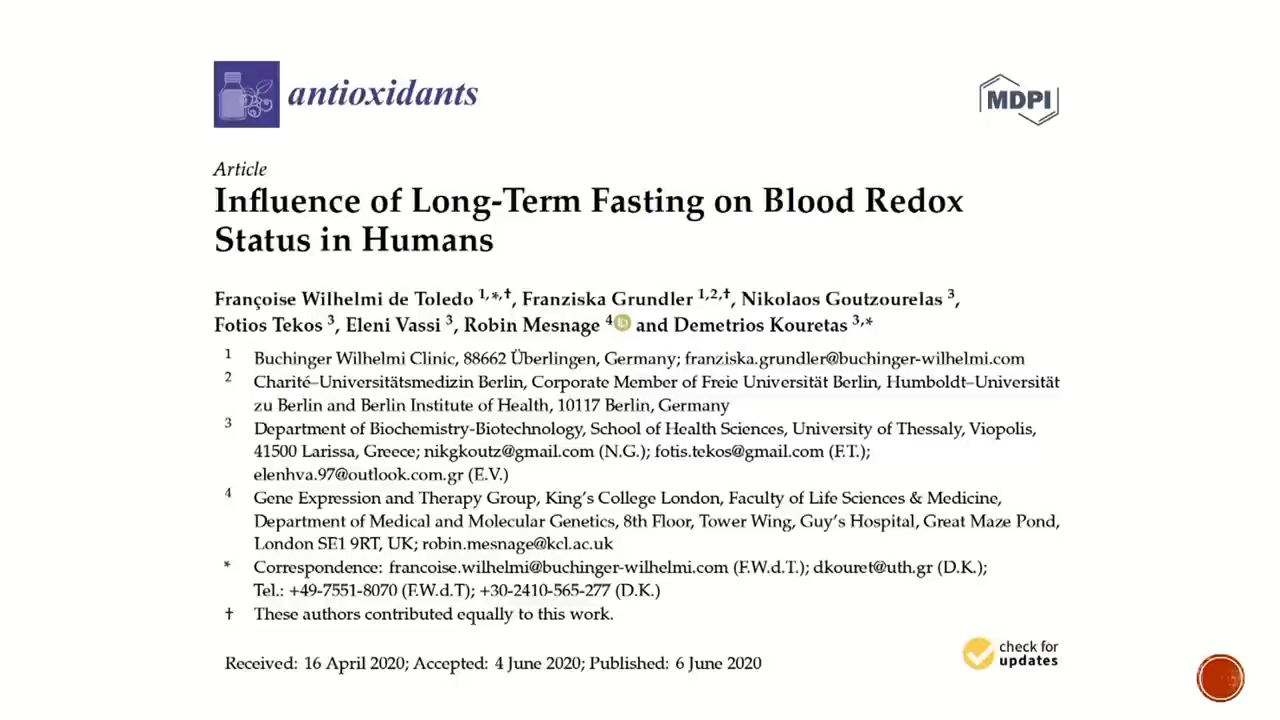 antioxidants
MDPI
Article
Influence of Long-Term Fasting on Blood Redox
Status in Humans
Françoise Wilhelmi de Toledo 1,*,†, Franziska Grundler 1,2,†, Nikolaos Goutzourelas 3,
Fotios Tekos 3, Eleni Vassi 3, Robin Mesnage 4 iD and Demetrios Kouretas 3,*
1 Buchinger Wilhelmi Clinic, 88662 Überlingen, Germany; franziska.grundler@buchinger-wilhelmi.com
2 Charité–Universitätsmedizin Berlin, Corporate Member of Freie Universität Berlin, Humboldt–Universität
zu Berlin and Berlin Institute of Health, 10117 Berlin, Germany
3 Department of Biochemistry-Biotechnology, School of Health Sciences, University of Thessaly, Viopolis,
41500 Larissa, Greece; nikgkoutz@gmail.com (N.G.); fotis.tekos@gmail.com (F.T.);
elenhva.97@outlook.com.gr (E.V.)
4 Gene Expression and Therapy Group, King's College London, Faculty of Life Sciences & Medicine,
Department of Medical and Molecular Genetics, 8th Floor, Tower Wing, Guy's Hospital, Great Maze Pond,
London SE1 9RT, UK; robin.mesnage@kcl.ac.uk
* Correspondence: francoise.wilhelmi@buchinger-wilhelmi.com (F.W.d.T.); dkouret@uth.gr (D.K.);
Tel.: +49-7551-8070 (F.W.d.T); +30-2410-565-277 (D.K.)
† These authors contributed equally to this work.
Received: 16 April 2020; Accepted: 4 June 2020; Published: 6 June 2020
check for
updates